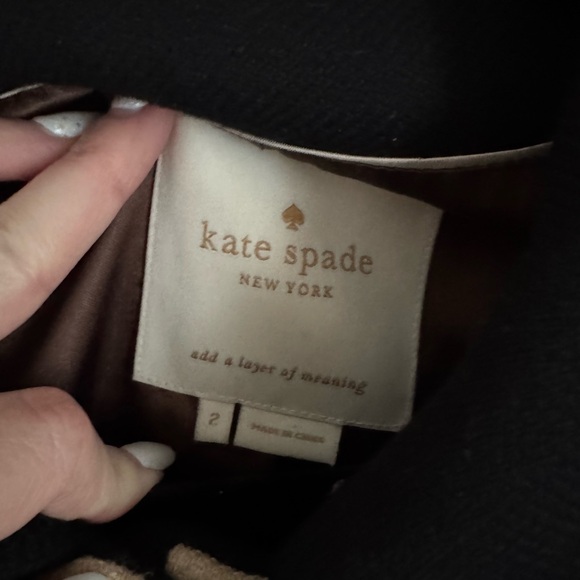 kate spade
NEW YORK
add a layer of meaning
2
MADE IN CHINA